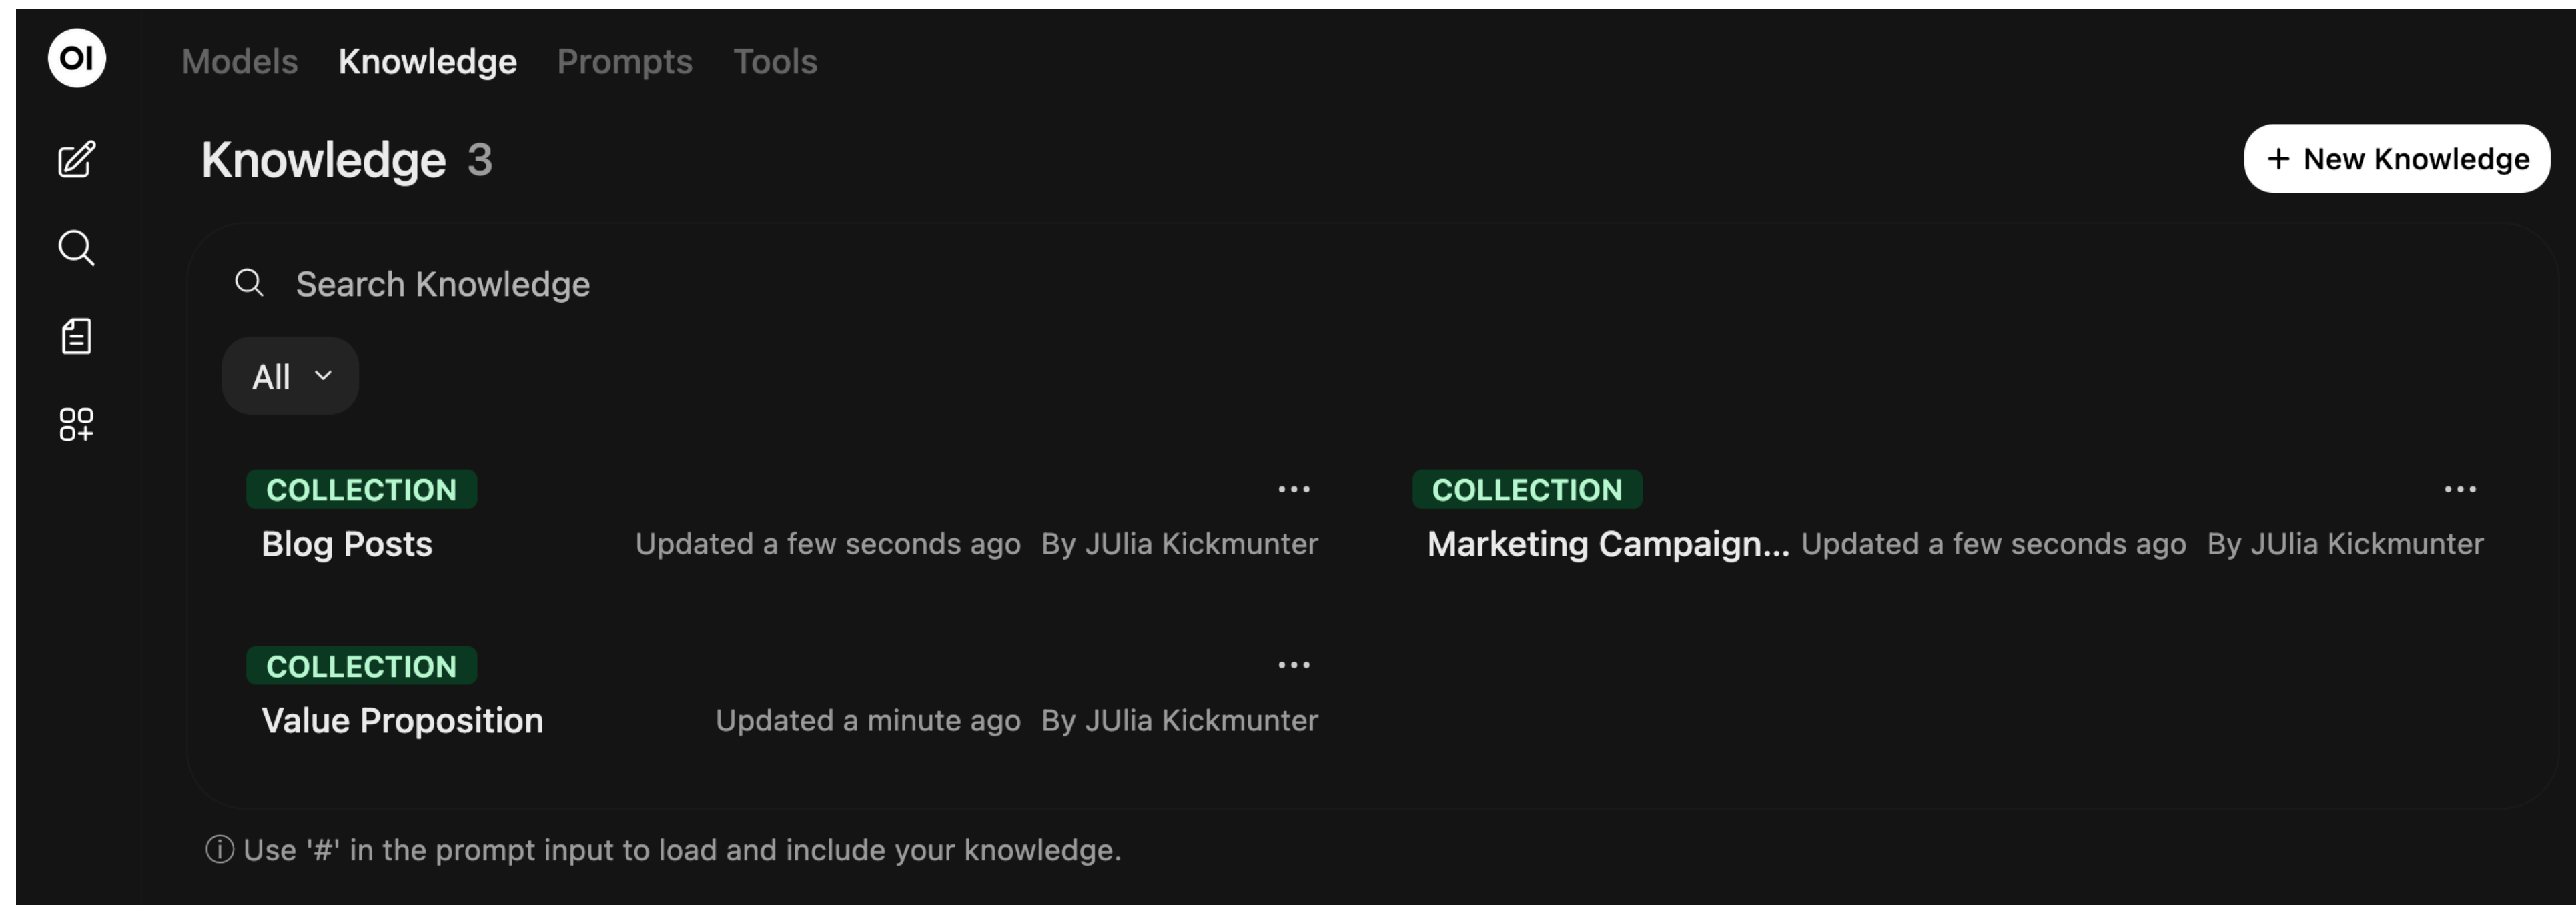 OI
Models Knowledge Prompts Tools
Knowledge 3
+ New Knowledge
Search Knowledge
All
COLLECTION
Blog Posts Updated a few seconds ago By JUlia Kickmunter
COLLECTION
Marketing Campaign... Updated a few seconds ago By JUlia Kickmunter
COLLECTION
Value Proposition Updated a minute ago By JUlia Kickmunter
Use '#' in the prompt input to load and include your knowledge.